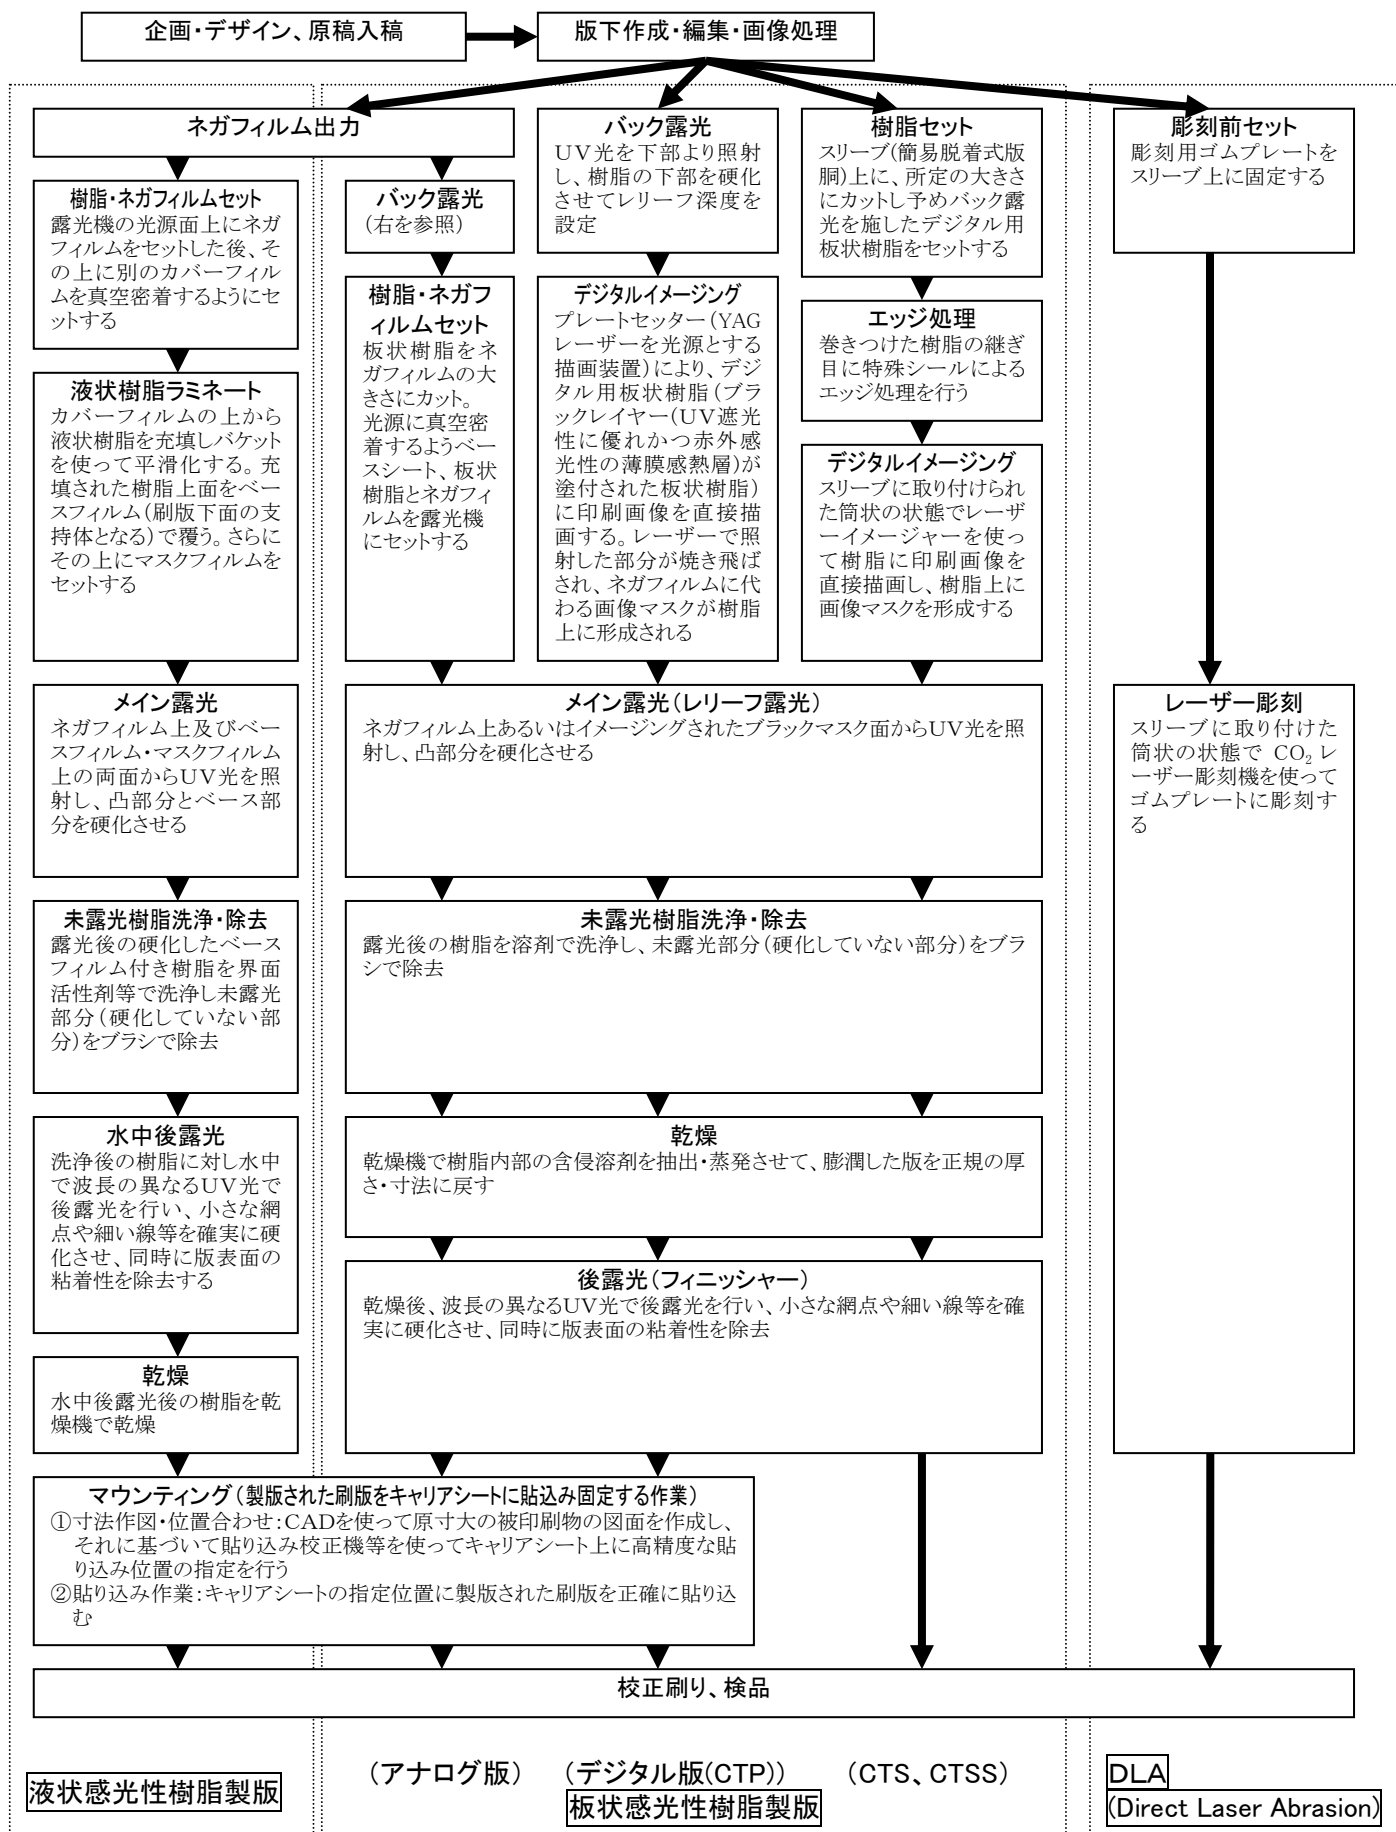 企画・デザイン、原稿入稿
版下作成・編集・画像処理
ネガフィルム出力
樹脂・ネガフィルムセット
露光機の光源面上にネガ
フィルムをセットした後、そ
の上に別のカバーフィル
ムを真空密着するようにセ
ットする
液状樹脂ラミネート
カバーフィルムの上から
液状樹脂を充填しバケット
を使って平滑化する。充
填された樹脂上面をベー
スフィルム(刷版下面の支
持体となる)で覆う。さらに
その上にマスクフィルムを
セットする
メイン露光
ネガフィルム上及びベー
スフィルム・マスクフィルム
上の両面からUV光を照
射し、凸部分とベース部
分を硬化させる
未露光樹脂洗浄・除去
露光後の硬化したベース
フィルム付き樹脂を界面
活性剤等で洗浄し未露光
部分(硬化していない部
分)をブラシで除去
水中後露光
洗浄後の樹脂に対し水中
で波長の異なるUV光で
後露光を行い、小さな網
点や細い線等を確実に硬
化させ、同時に版表面の
粘着性を除去する
乾燥
水中後露光後の樹脂を乾
燥機で乾燥
バック露光
(右を参照)
樹脂・ネガフ
ィルムセット
板状樹脂をネ
ガフィルムの大
きさにカット。
光源に真空密
着するようベー
スシート、板状
樹脂とネガフィ
ルムを露光機
にセットする
バック露光
UV光を下部より照射
し、樹脂の下部を硬化
させてレリーフ深度を
設定
デジタルイメージング
プレートセッター(YAG
レーザーを光源とする
描画装置)により、デジ
タル用板状樹脂(ブラ
ックレイヤー(UV遮光
性に優れかつ赤外感
光性の薄膜感熱層)が
塗付された板状樹脂)
に印刷画像を直接描
画する。レーザーで照
射した部分が焼き飛ば
され、ネガフィルムに代
わる画像マスクが樹脂
上に形成される
樹脂セット
スリーブ(簡易脱着式版
胴)上に、所定の大きさ
にカットし予めバック露
光を施したデジタル用
板状樹脂をセットする
エッジ処理
巻きつけた樹脂の継ぎ
目に特殊シールによる
エッジ処理を行う
デジタルイメージング
スリーブに取り付けられ
た筒状の状態でレーザ
ーイメージャーを使っ
て樹脂に印刷画像を
直接描画し、樹脂上に
画像マスクを形成する
メイン露光(レリーフ露光)
ネガフィルム上あるいはイメージングされたブラックマスク面からUV光を照
射し、凸部分を硬化させる
未露光樹脂洗浄・除去
露光後の樹脂を溶剤で洗浄し、未露光部分(硬化していない部分)をブラ
シで除去
乾燥
乾燥機で樹脂内部の含侵溶剤を抽出・蒸発させて、膨潤した版を正規の厚
さ・寸法に戻す
後露光(フィニッシャー)
乾燥後、波長の異なるUV光で後露光を行い、小さな網点や細い線等を確
実に硬化させ、同時に版表面の粘着性を除去
彫刻前セット
彫刻用ゴムプレートを
スリーブ上に固定する
レーザー彫刻
スリーブに取り付けた
筒状の状態で CO₂レ
ーザー彫刻機を使って
ゴムプレートに彫刻す
る
マウンティング(製版された刷版をキャリアシートに貼込み固定する作業)
①寸法作図・位置合わせ:CADを使って原寸大の被印刷物の図面を作成し、
それに基づいて貼り込み校正機等を使ってキャリアシート上に高精度な貼
り込み位置の指定を行う
②貼り込み作業:キャリアシートの指定位置に製版された刷版を正確に貼り込
む
校正刷り、検品
液状感光性樹脂製版
(アナログ版) (デジタル版(CTP)) (CTS、CTSS)
板状感光性樹脂製版
DLA
(Direct Laser Abrasion)